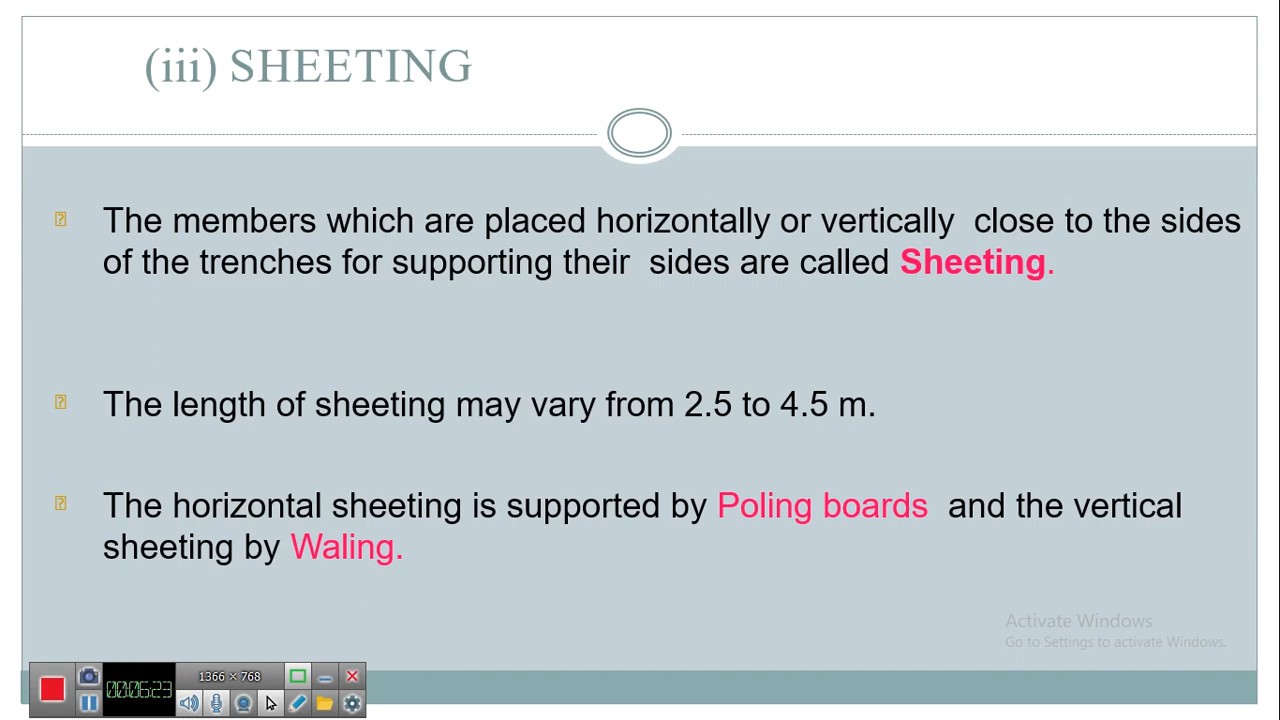 (iii) SHEETING
The members which are placed horizontally or vertically  close to the sides
of the trenches for supporting their  sides are called Sheeting.
The length of sheeting may vary from 2.5 to 4.5 m.
The horizontal sheeting is supported by Poling boards  and the vertical
sheeting by Waling.
Activate Windows
Go to Settings to activate Windows.
1366 × 768
00:06:23